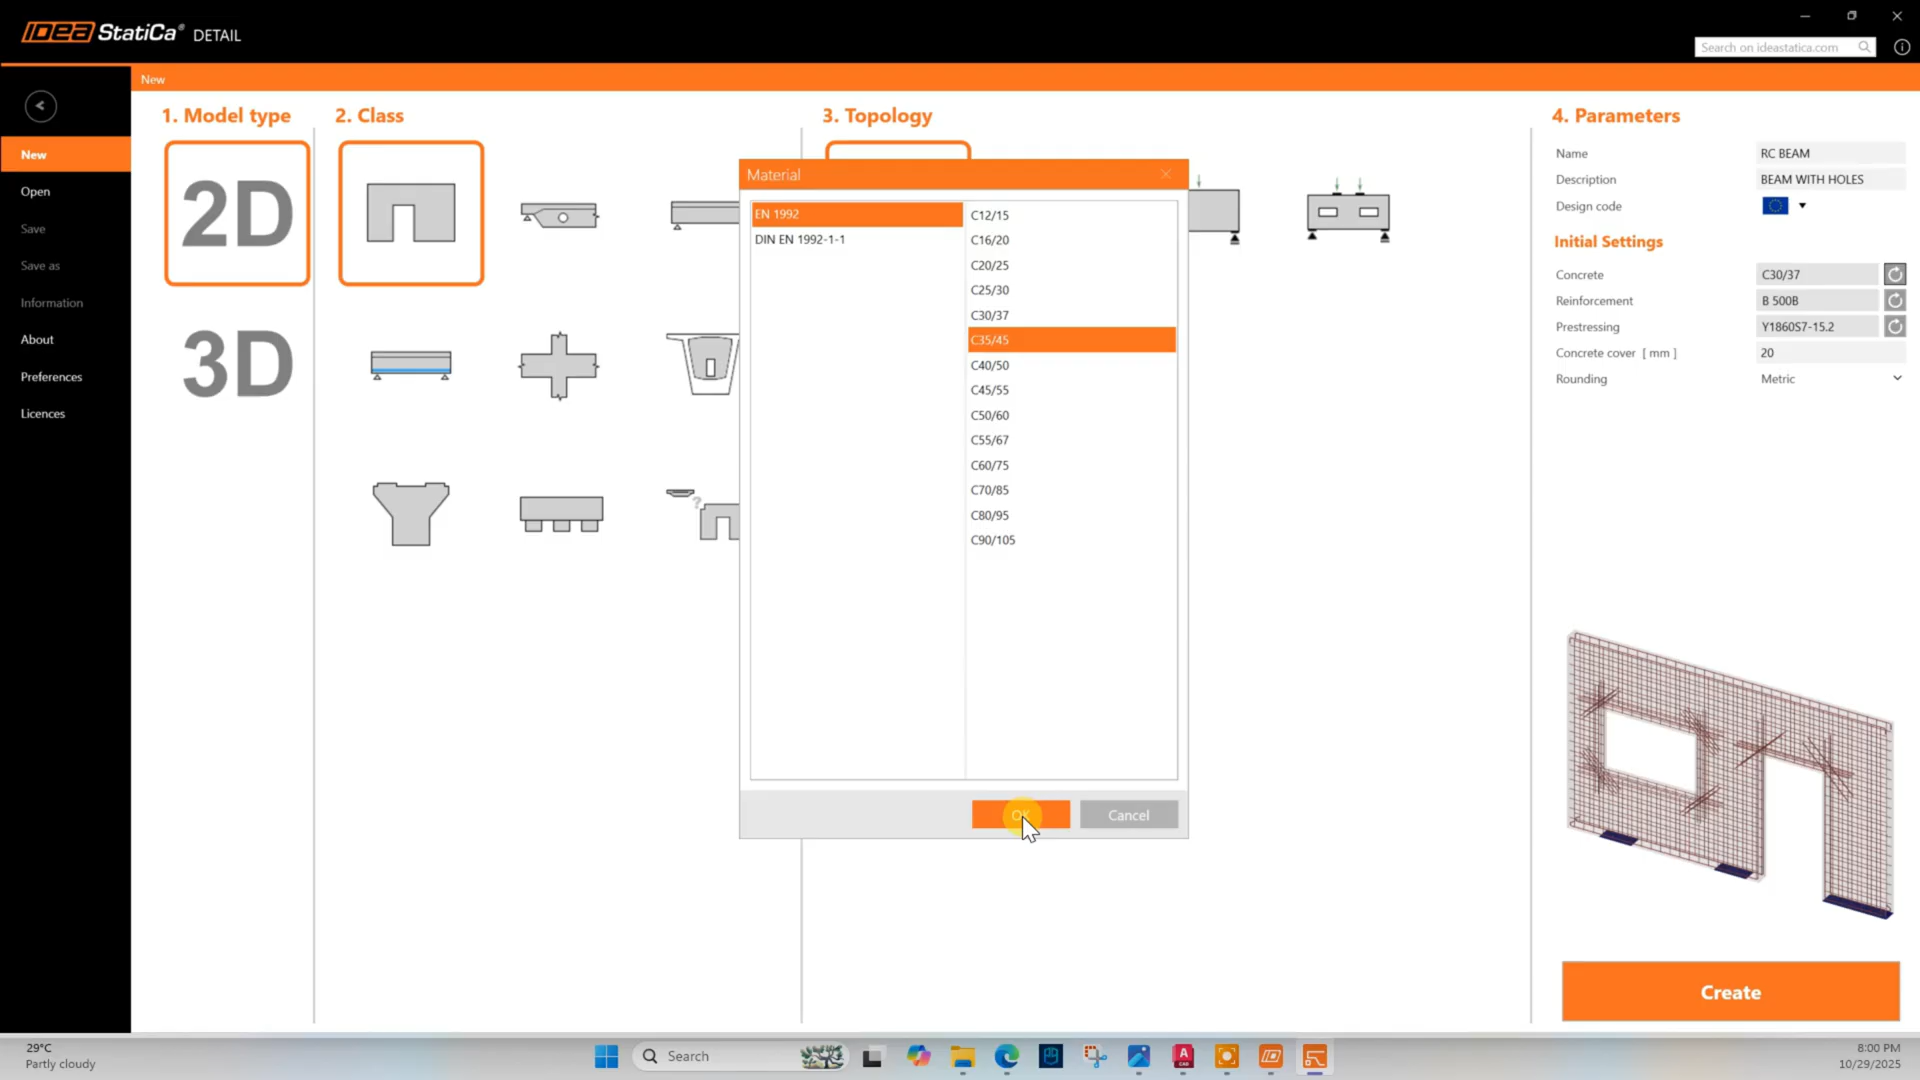 IDEA StatiCa® DETAIL
Search on ideastatica.com
New
New
Open
Save
Save as
Information
About
Preferences
Licences
1. Model type
2D
3D
2. Class
?
3. Topology
Material
EN 1992
DIN EN 1992-1-1
C12/15
C16/20
C20/25
C25/30
C30/37
C35/45
C40/50
C45/55
C50/60
C55/67
C60/75
C70/85
C80/95
C90/105
OK
Cancel
4. Parameters
Name RC BEAM
Description BEAM WITH HOLES
Design code
Initial Settings
Concrete C30/37
Reinforcement B 500B
Prestressing Y1860S7-15.2
Concrete cover [ mm ] 20
Rounding Metric
Create
29°C
Partly cloudy
Search
A
CAD
8:00 PM
10/29/2025